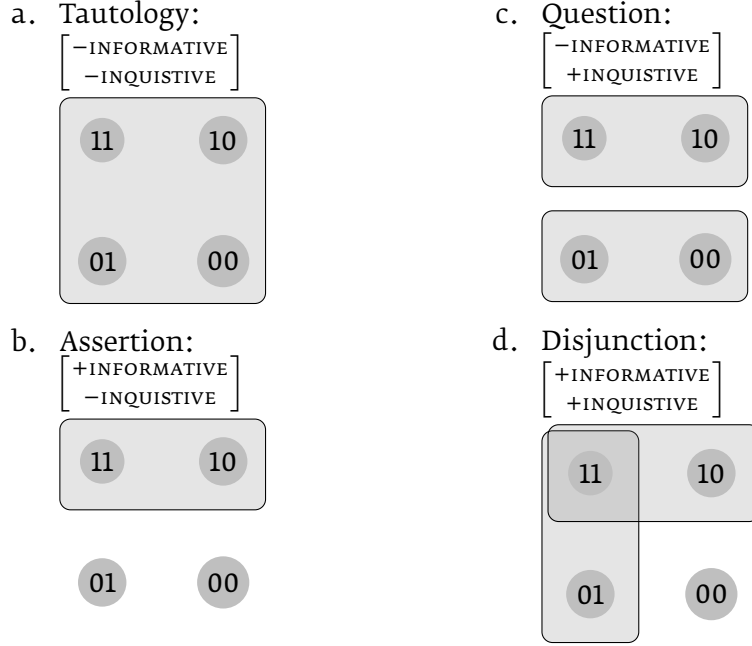 a. Tautology:
−INFORMATIVE
−INQUISTIVE
11 10
01 00
b. Assertion:
+INFORMATIVE
−INQUISTIVE
11 10
01 00
c. Question:
−INFORMATIVE
+INQUISTIVE
11 10
01 00
d. Disjunction:
+INFORMATIVE
+INQUISTIVE
11 10
01 00